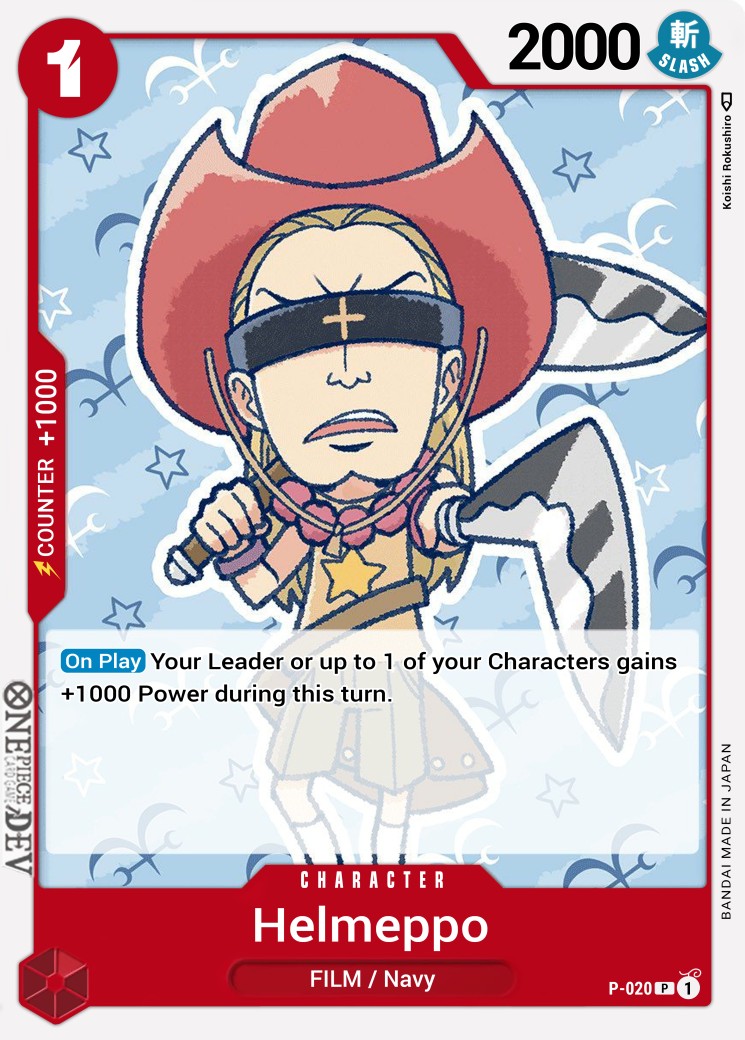 1
2000
斬
SLASH
Koishi Rokushiro
COUNTER +1000
On Play Your Leader or up to 1 of your Characters gains
+1000 Power during this turn.
ONE PIECE
CARD GAME
.DEV
BANDAI MADE IN JAPAN
CHARACTER
Helmeppo
FILM / Navy
P-020 P 1